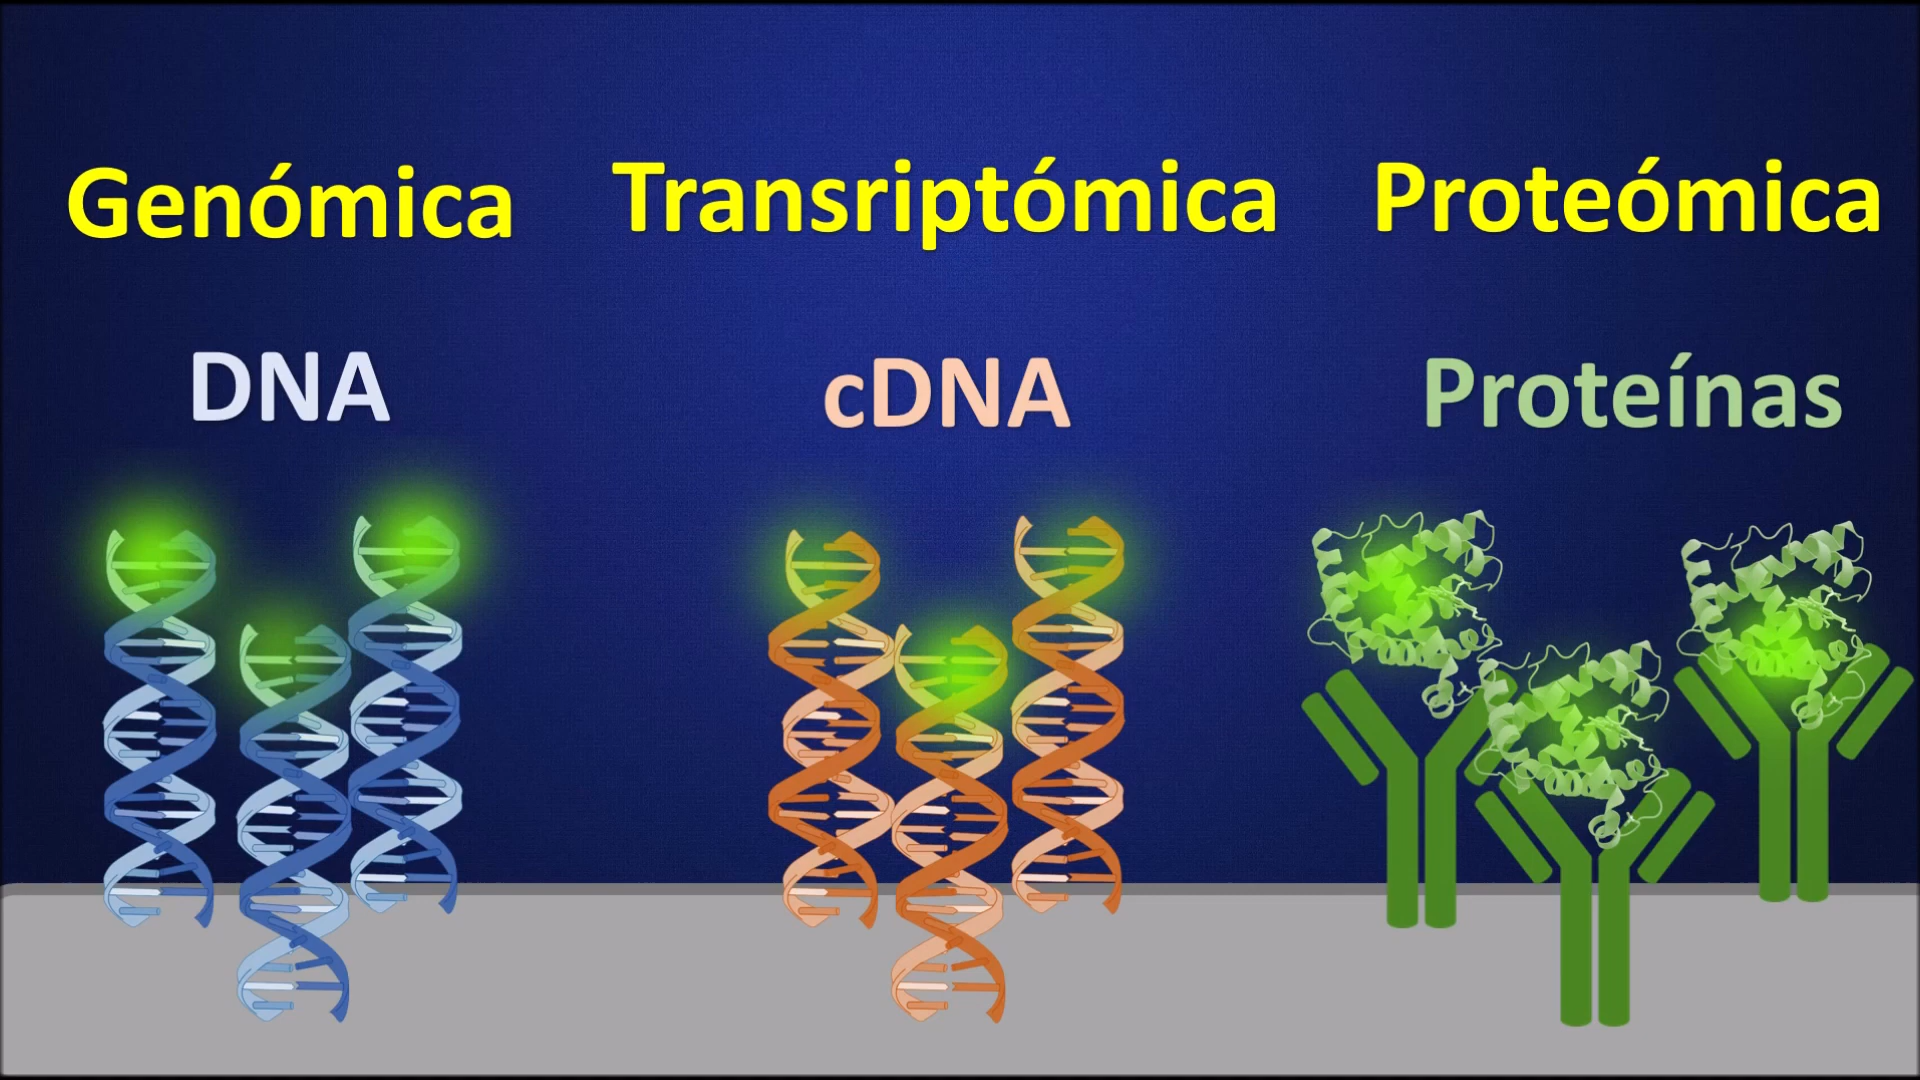 Genómica
Transriptómica
Proteómica
DNA
cDNA
Proteínas